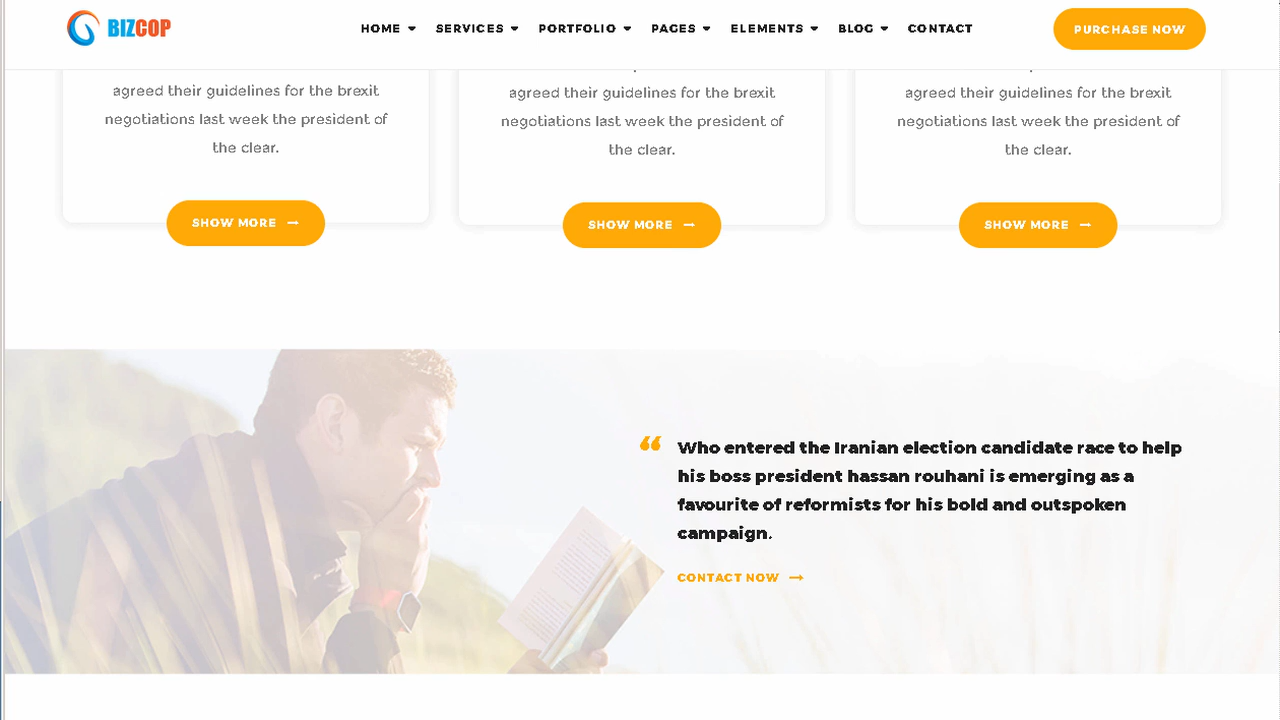 BIZCOP
HOME SERVICES PORTFOLIO PAGES ELEMENTS BLOG CONTACT
PURCHASE NOW
agreed their guidelines for the brexit
negotiations last week the president of
the clear.
SHOW MORE
agreed their guidelines for the brexit
negotiations last week the president of
the clear.
SHOW MORE
agreed their guidelines for the brexit
negotiations last week the president of
the clear.
SHOW MORE
“ Who entered the Iranian election candidate race to help
his boss president hassan rouhani is emerging as a
favourite of reformists for his bold and outspoken
campaign.
CONTACT NOW